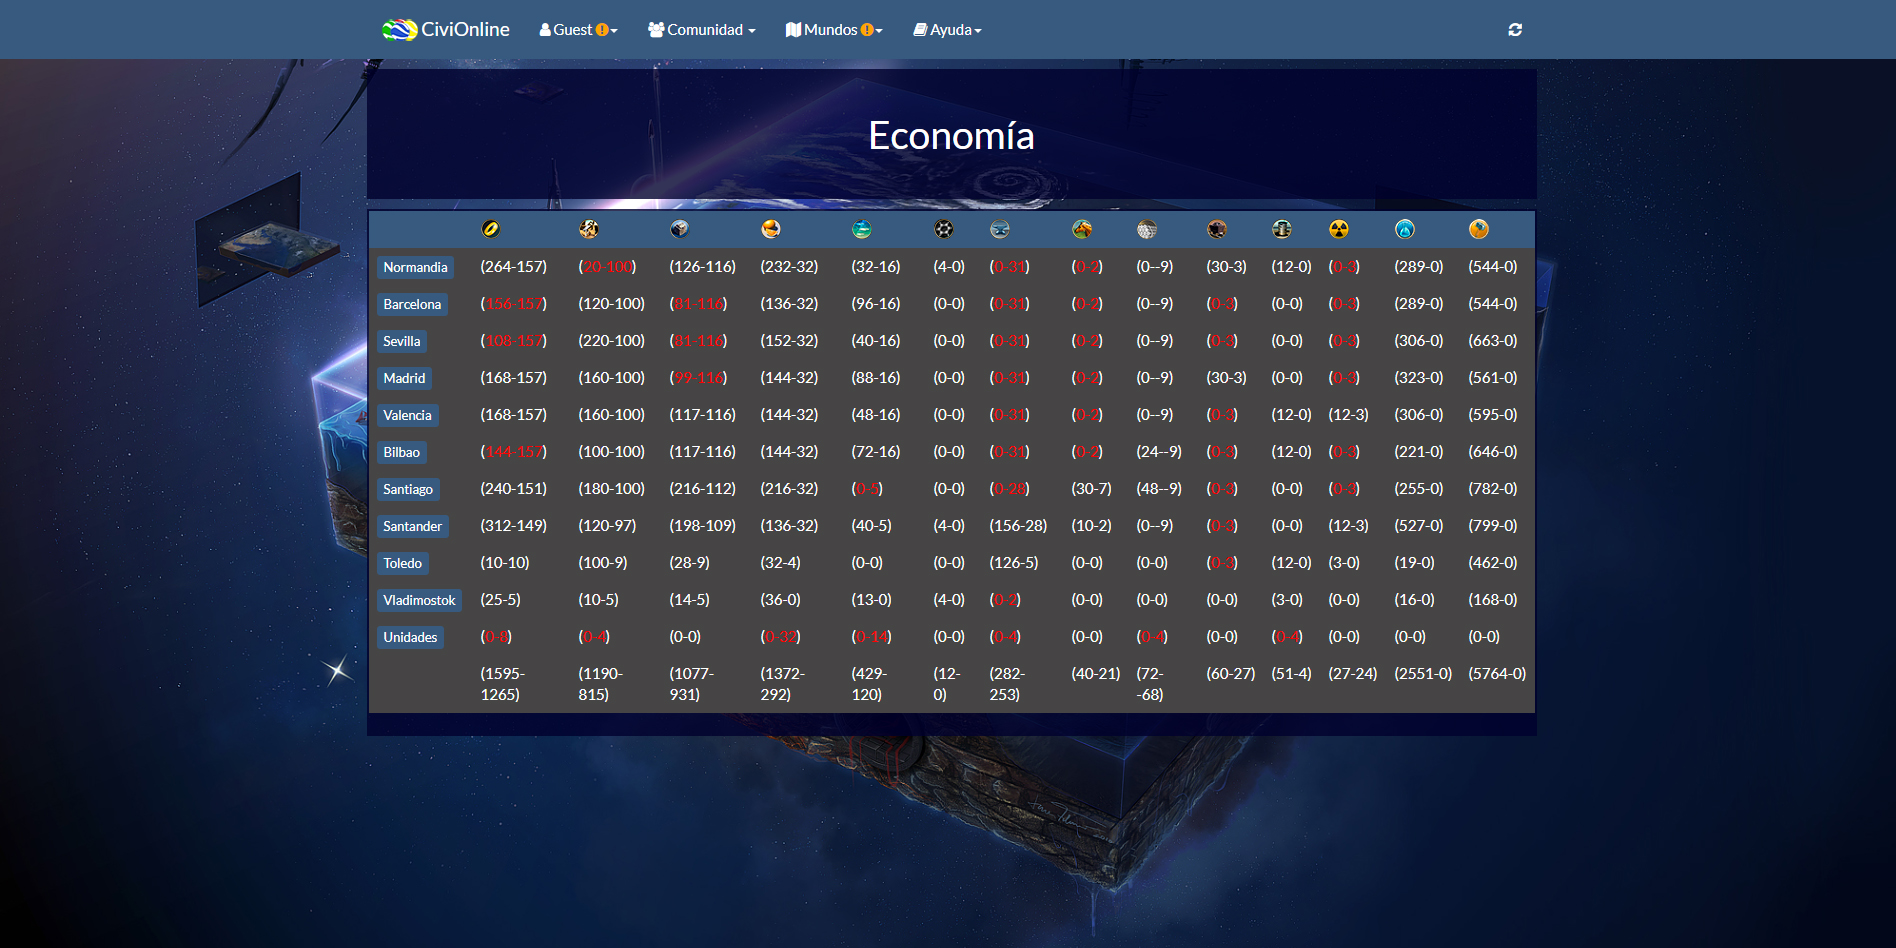 CiviOnline Guest Comunidad Mundos Ayuda
Economía
Normandia (264-157) (20-100) (126-116) (232-32) (32-16) (4-0) (0-31) (0-2) (0--9) (30-3) (12-0) (0-3) (289-0) (544-0)
Barcelona (156-157) (120-100) (81-116) (136-32) (96-16) (0-0) (0-31) (0-2) (0--9) (0-3) (0-0) (0-3) (289-0) (544-0)
Sevilla (108-157) (220-100) (81-116) (152-32) (40-16) (0-0) (0-31) (0-2) (0--9) (0-3) (0-0) (0-3) (306-0) (663-0)
Madrid (168-157) (160-100) (99-116) (144-32) (88-16) (0-0) (0-31) (0-2) (0--9) (30-3) (0-0) (0-3) (323-0) (561-0)
Valencia (168-157) (160-100) (117-116) (144-32) (48-16) (0-0) (0-31) (0-2) (0--9) (0-3) (12-0) (12-3) (306-0) (595-0)
Bilbao (144-157) (100-100) (117-116) (144-32) (72-16) (0-0) (0-31) (0-2) (24--9) (0-3) (12-0) (0-3) (221-0) (646-0)
Santiago (240-151) (180-100) (216-112) (216-32) (0-5) (0-0) (0-28) (30-7) (48--9) (0-3) (0-0) (0-3) (255-0) (782-0)
Santander (312-149) (120-97) (198-109) (136-32) (40-5) (4-0) (156-28) (10-2) (0--9) (0-3) (0-0) (12-3) (527-0) (799-0)
Toledo (10-10) (100-9) (28-9) (32-4) (0-0) (0-0) (126-5) (0-0) (0-0) (0-3) (12-0) (3-0) (19-0) (462-0)
Vladimostok (25-5) (10-5) (14-5) (36-0) (13-0) (4-0) (0-2) (0-0) (0-0) (0-0) (3-0) (0-0) (16-0) (168-0)
Unidades (0-8) (0-4) (0-0) (0-32) (0-14) (0-0) (0-4) (0-0) (0-4) (0-0) (0-4) (0-0) (0-0) (0-0)
(1595- (1190- (1077- (1372- (429- (12- (282- (40-21) (72- (60-27) (51-4) (27-24) (2551-0) (5764-0)
1265) 815) 931) 292) 120) 0) 253) -68)